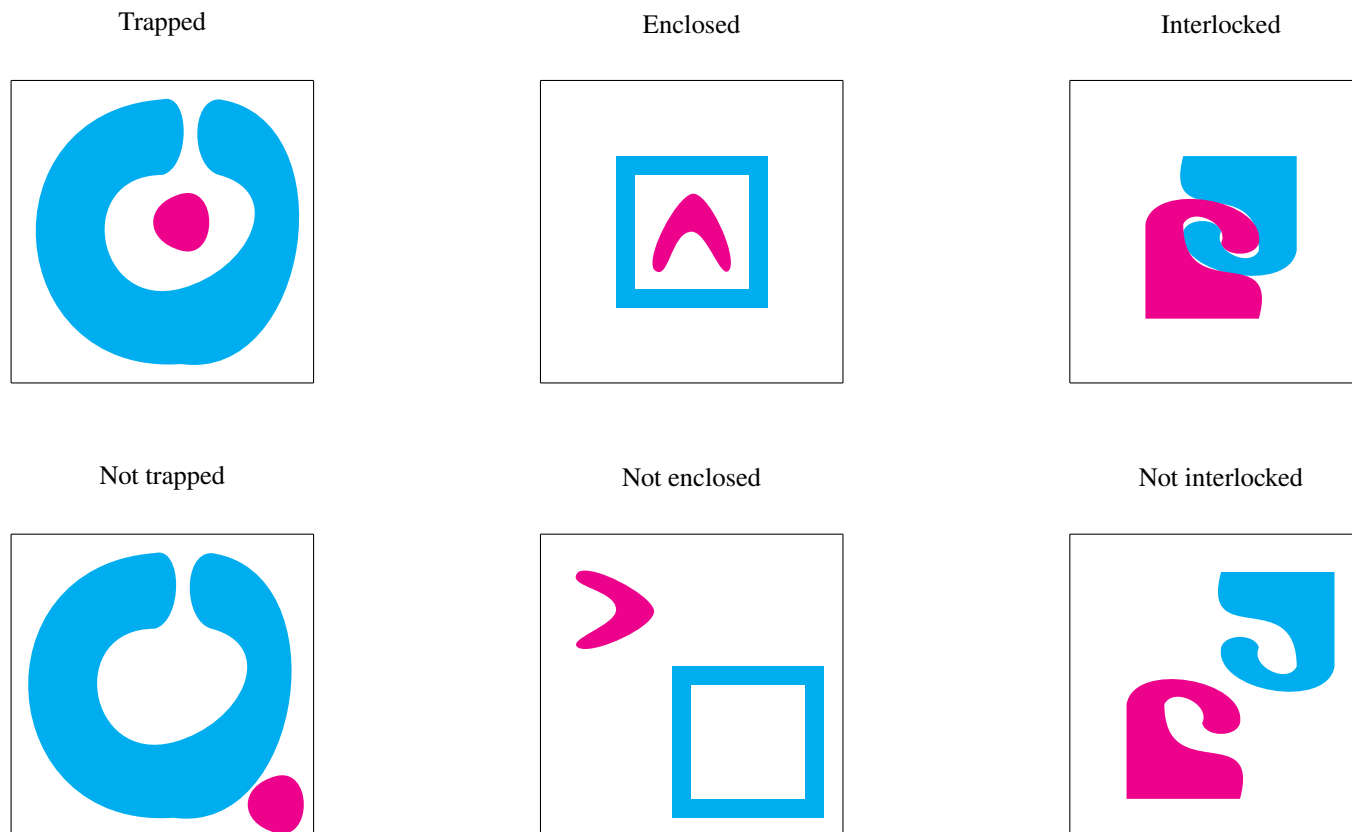 Trapped
Enclosed
Interlocked
Not trapped
Not enclosed
Not interlocked